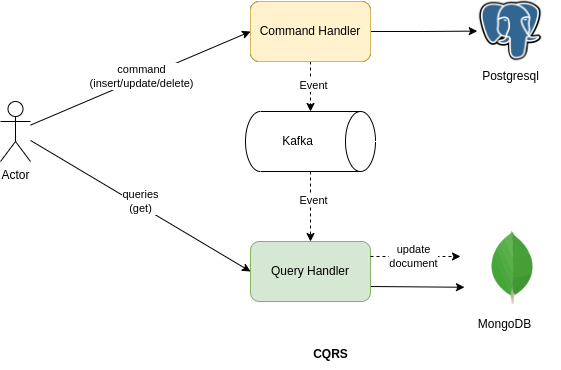 Command Handler
Postgresql
command
(insert/update/delete)
Event
Kafka
Actor
queries
(get)
Event
Query Handler
update
document
MongoDB
CQRS